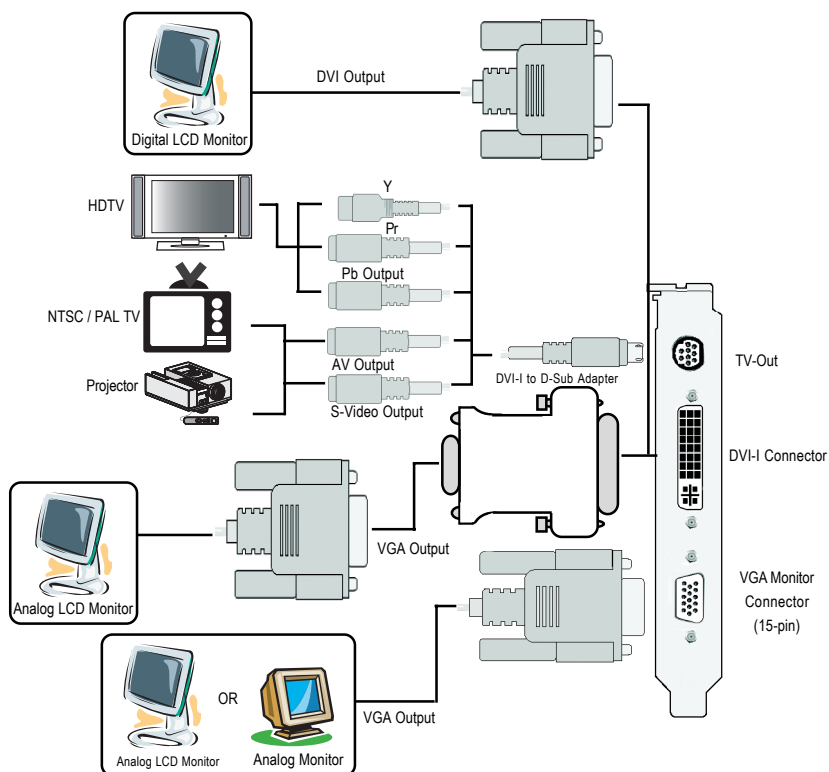 DVI Output
Digital LCD Monitor
HDTV
Y
Pr
Pb Output
NTSC / PAL TV
AV Output
Projector
S-Video Output
DVI-I to D-Sub Adapter
TV-Out
DVI-I Connector
VGA Output
Analog LCD Monitor
VGA Monitor
Connector
(15-pin)
OR
VGA Output
Analog LCD Monitor
Analog Monitor